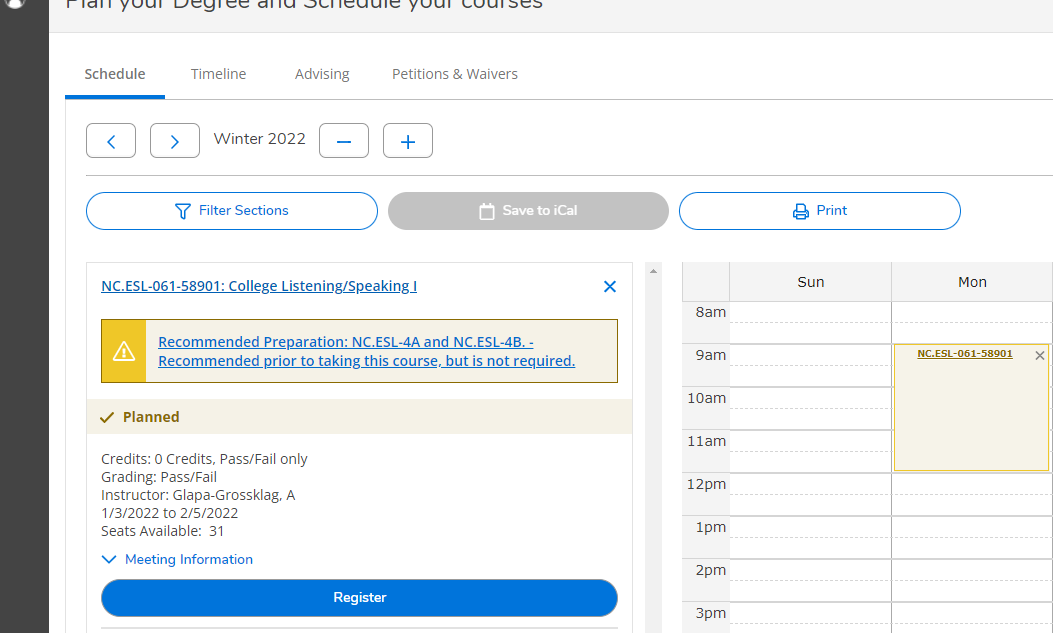 Plan your Degree and Schedule your courses
Schedule
Timeline
Advising
Petitions & Waivers
Winter 2022
Filter Sections
Save to iCal
Print
NC.ESL-061-58901: College Listening/Speaking I
Recommended Preparation: NC.ESL-4A and NC.ESL-4B. -
Recommended prior to taking this course, but is not required.
Planned
Credits: 0 Credits, Pass/Fail only
Grading: Pass/Fail
Instructor: Glapa-Grossklag, A
1/3/2022 to 2/5/2022
Seats Available: 31
Meeting Information
Register
Sun
Mon
8am
9am
NC.ESL-061-58901
10am
11am
12pm
1pm
2pm
3pm